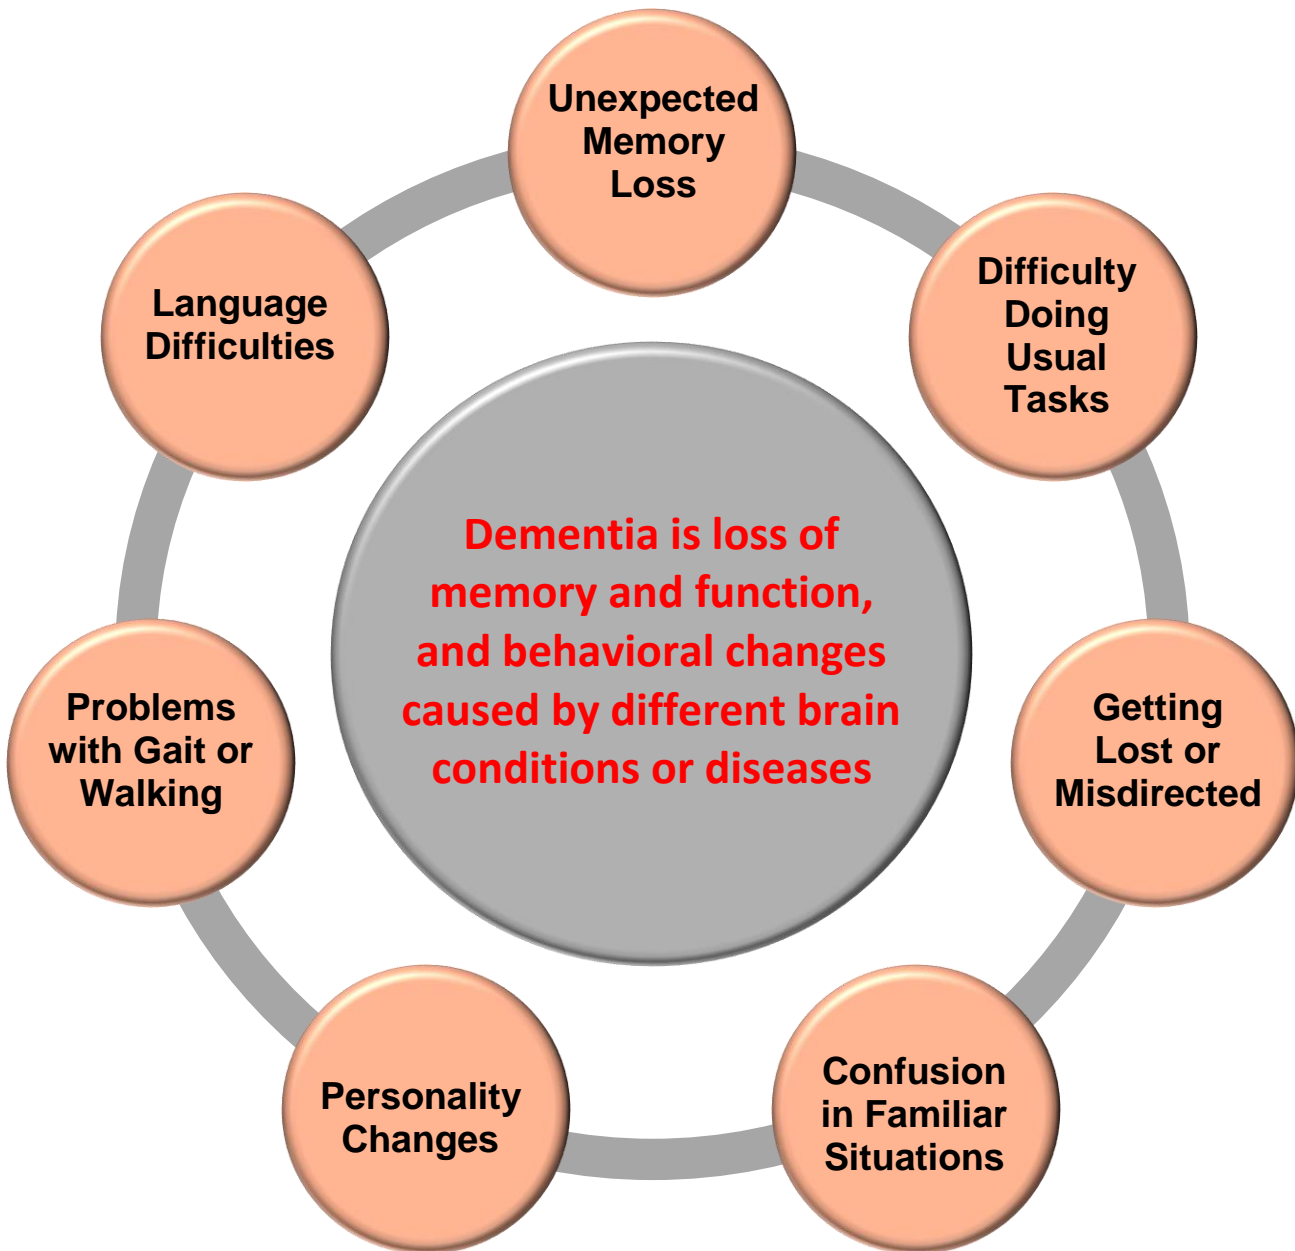 Unexpected
Memory
Loss
Difficulty
Doing
Usual
Tasks
Getting
Lost or
Misdirected
Confusion
in Familiar
Situations
Personality
Changes
Problems
with Gait or
Walking
Language
Difficulties
Dementia is loss of
memory and function,
and behavioral changes
caused by different brain
conditions or diseases